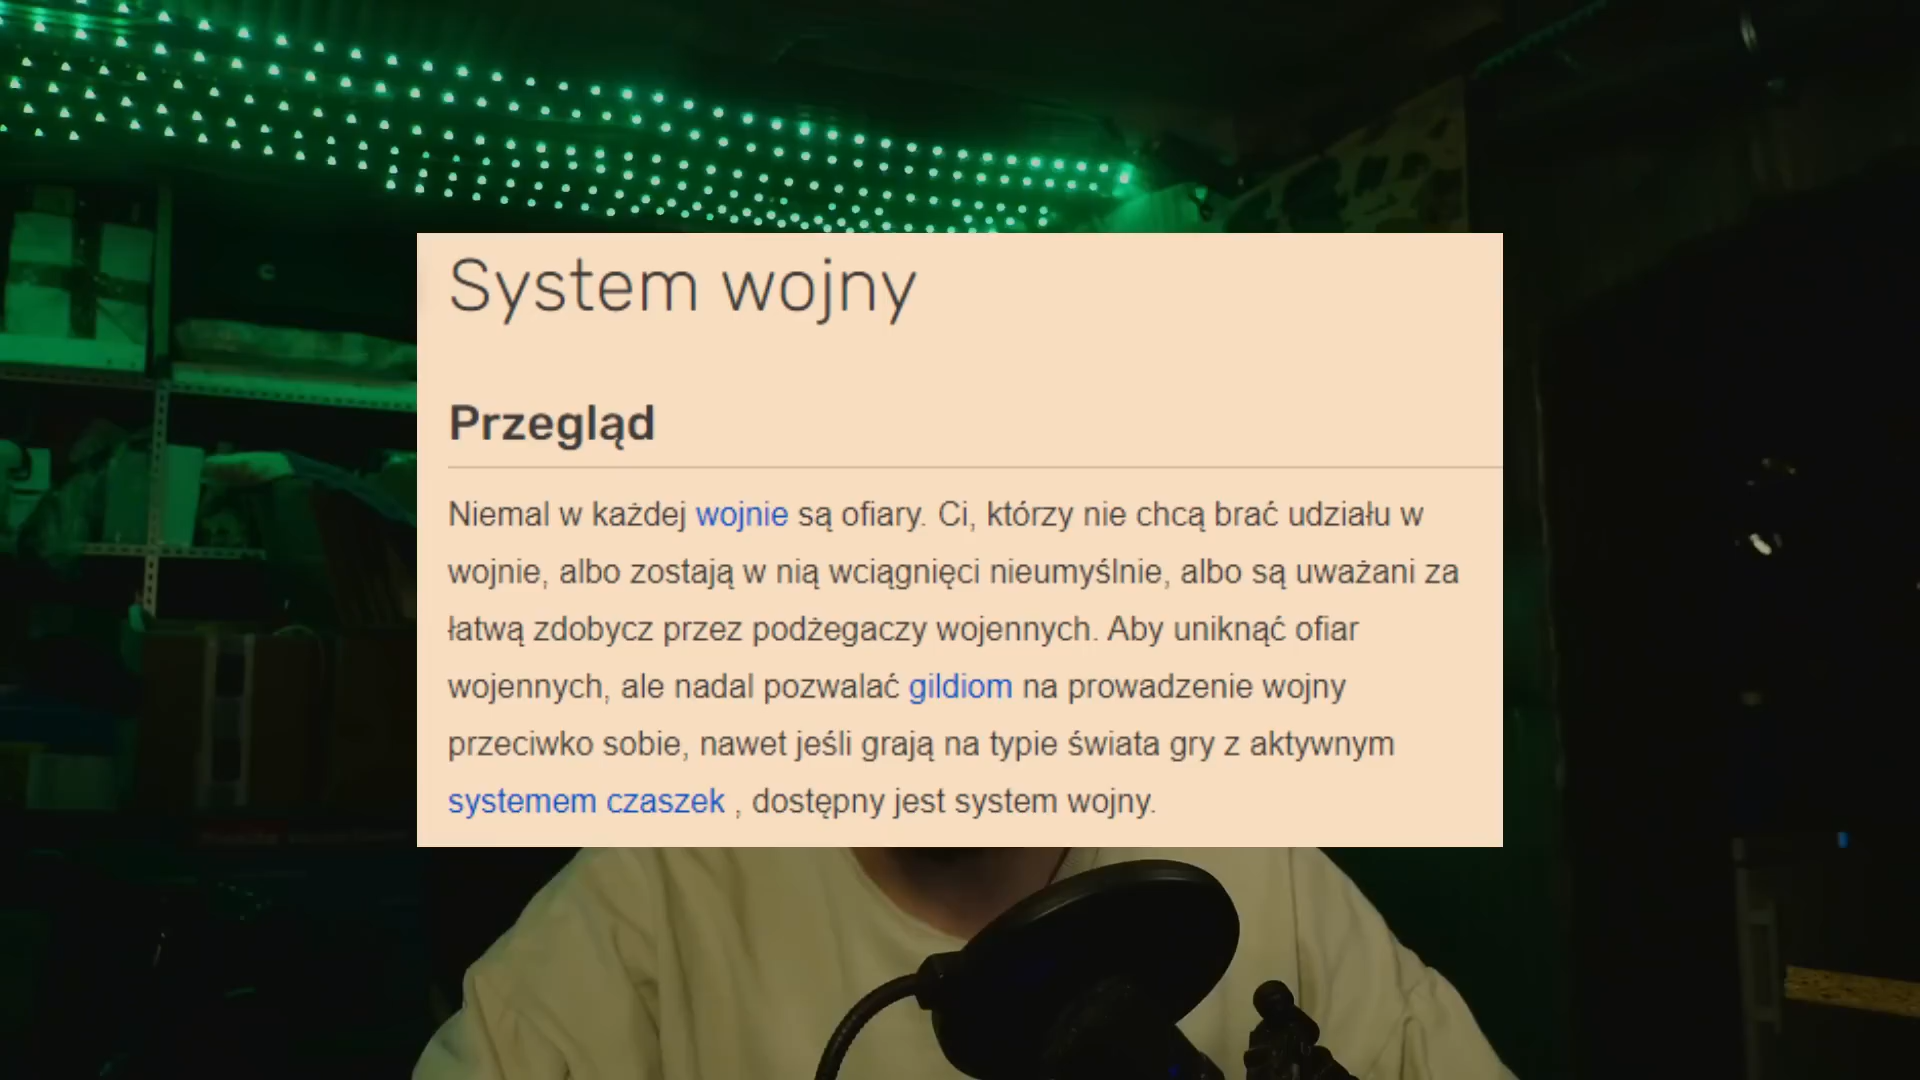 System wojny
Przegląd
Niemal w każdej wojnie są ofiary. Ci, którzy nie chcą brać udziału w
wojnie, albo zostają w nią wciągnięci nieumyślnie, albo są uważani za
łatwą zdobycz przez podżegaczy wojennych. Aby uniknąć ofiar
wojennych, ale nadal pozwalać gildiom na prowadzenie wojny
przeciwko sobie, nawet jeśli grają na typie świata gry z aktywnym
systemem czaszek , dostępny jest system wojny.